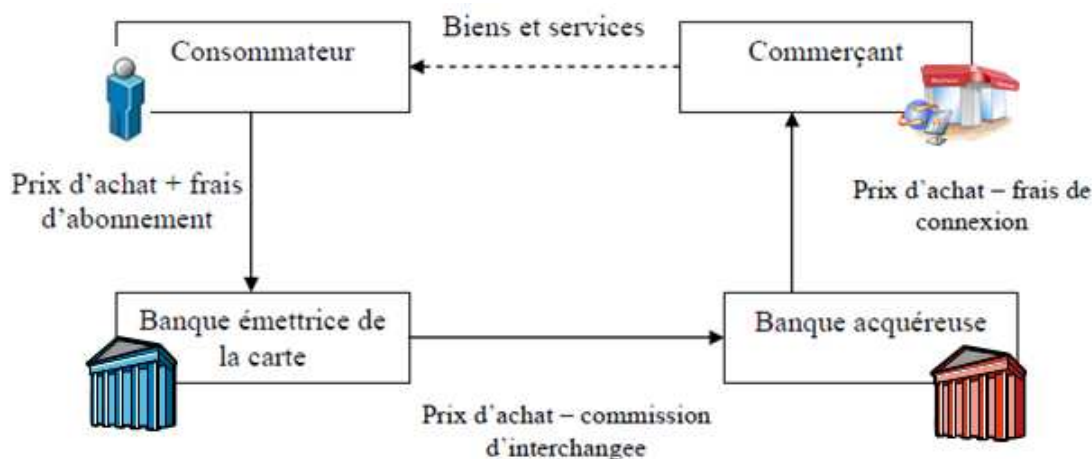 Biens et services
Consommateur
Commerçant
Prix d'achat + frais
d'abonnement
Prix d'achat – frais de
connexion
Banque émettrice de
la carte
Banque acquéreuse
Prix d'achat – commission
d'interchangee